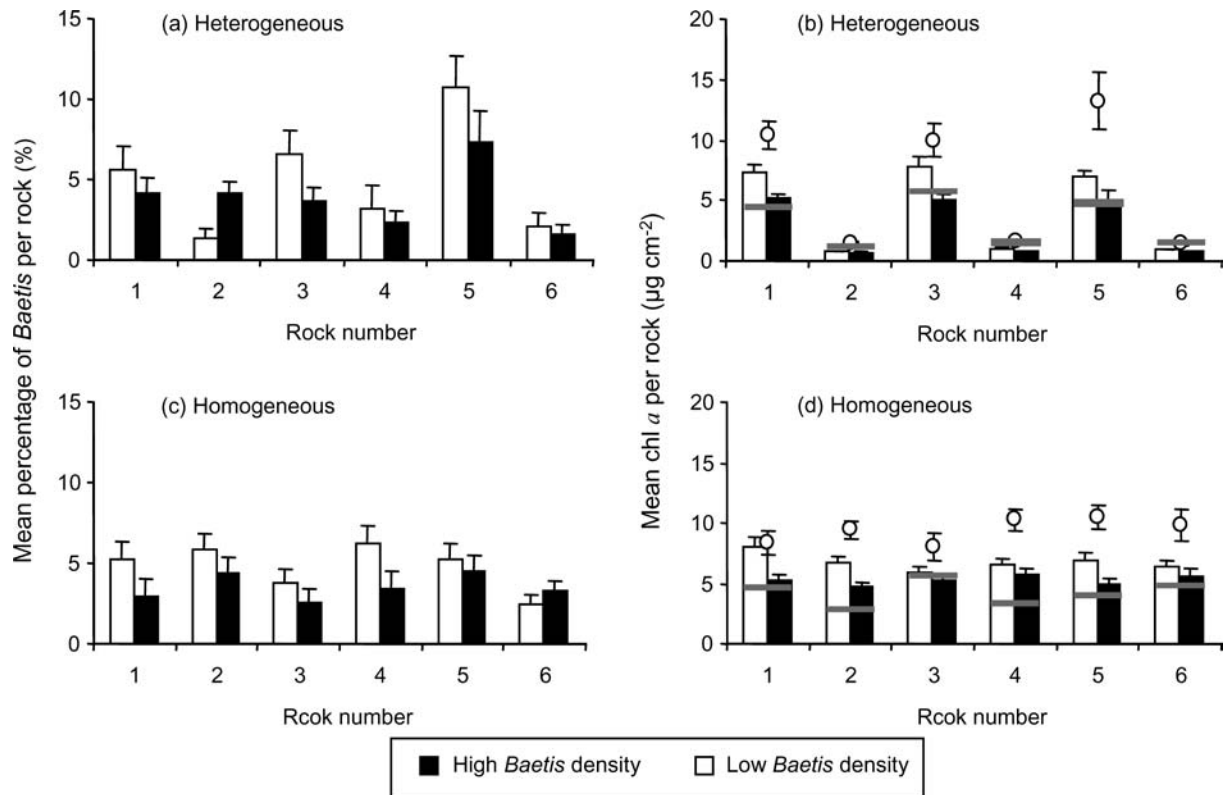 Mean percentage of Baetis per rock (%)
(a) Heterogeneous
15
10
5
0
1 2 3 4 5 6
Rock number
(c) Homogeneous
15
10
5
0
1 2 3 4 5 6
Rcok number
Mean chl a per rock (µg cm⁻²)
(b) Heterogeneous
20
15
10
5
0
1 2 3 4 5 6
Rock number
(d) Homogeneous
20
15
10
5
0
1 2 3 4 5 6
Rcok number
High Baetis density Low Baetis density